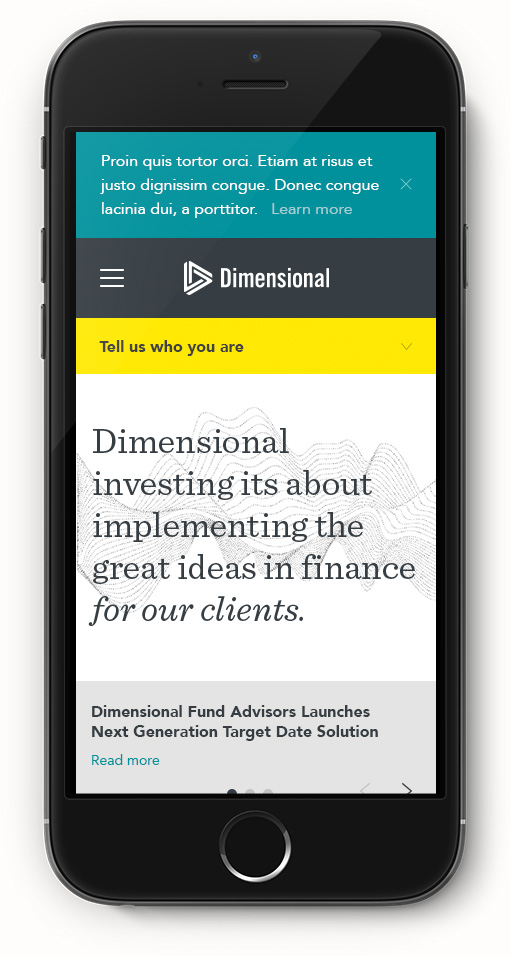 Proin quis tortor orci. Etiam at risus et
justo dignissim congue. Donec congue
lacinia dui, a porttitor. Learn more
Dimensional
Tell us who you are
Dimensional
investing its about
implementing the
great ideas in finance
for our clients.
Dimensional Fund Advisors Launches
Next Generation Target Date Solution
Read more